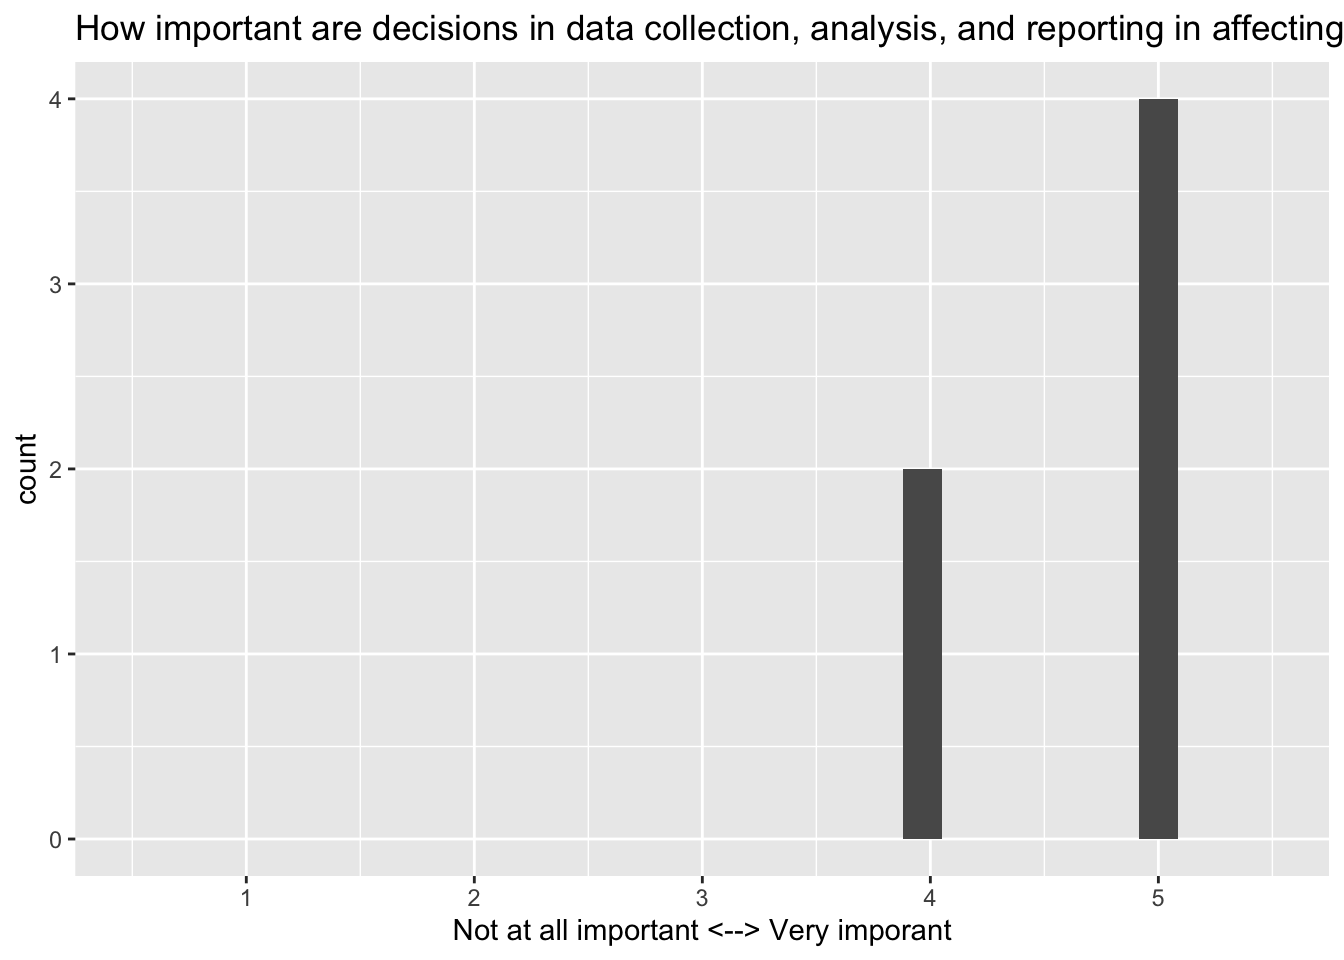 How important are decisions in data collection, analysis, and reporting in affecting
4
3
2
1
0
count
1 2 3 4 5
Not at all important <--> Very imporant